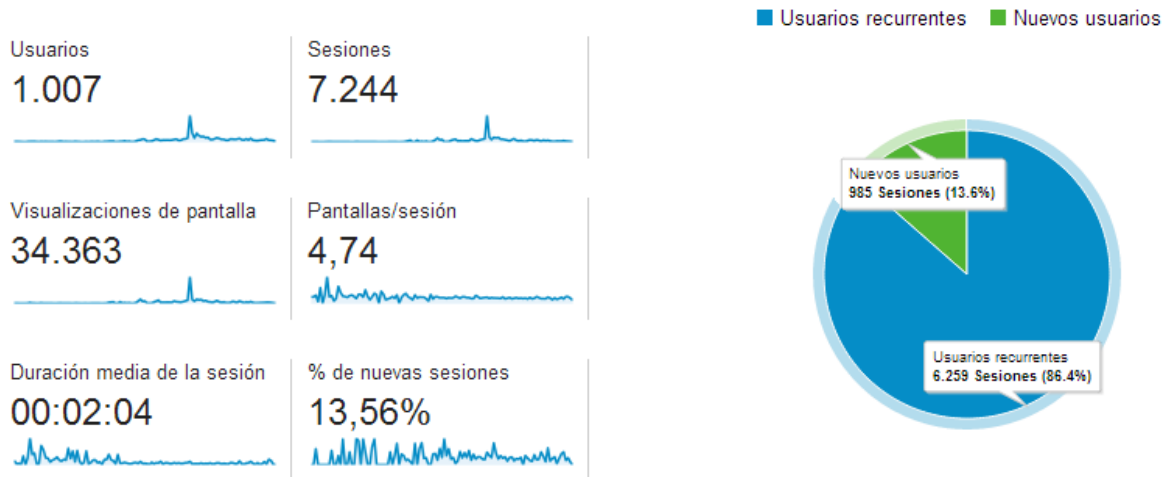 Usuarios recurrentes
Nuevos usuarios
Usuarios
1.007
Sesiones
7.244
Visualizaciones de pantalla
34.363
Pantallas/sesión
4,74
Duración media de la sesión
00:02:04
% de nuevas sesiones
13,56%
Nuevos usuarios
985 Sesiones (13.6%)
Usuarios recurrentes
6.259 Sesiones (86.4%)